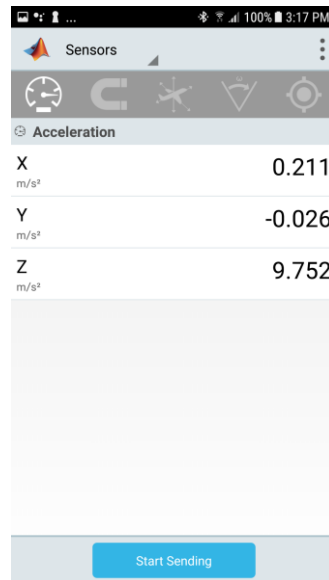 ... 100% 3:17 PM
Sensors
Acceleration
X 0.211
m/s²
Y -0.026
m/s²
Z 9.752
m/s²
Start Sending